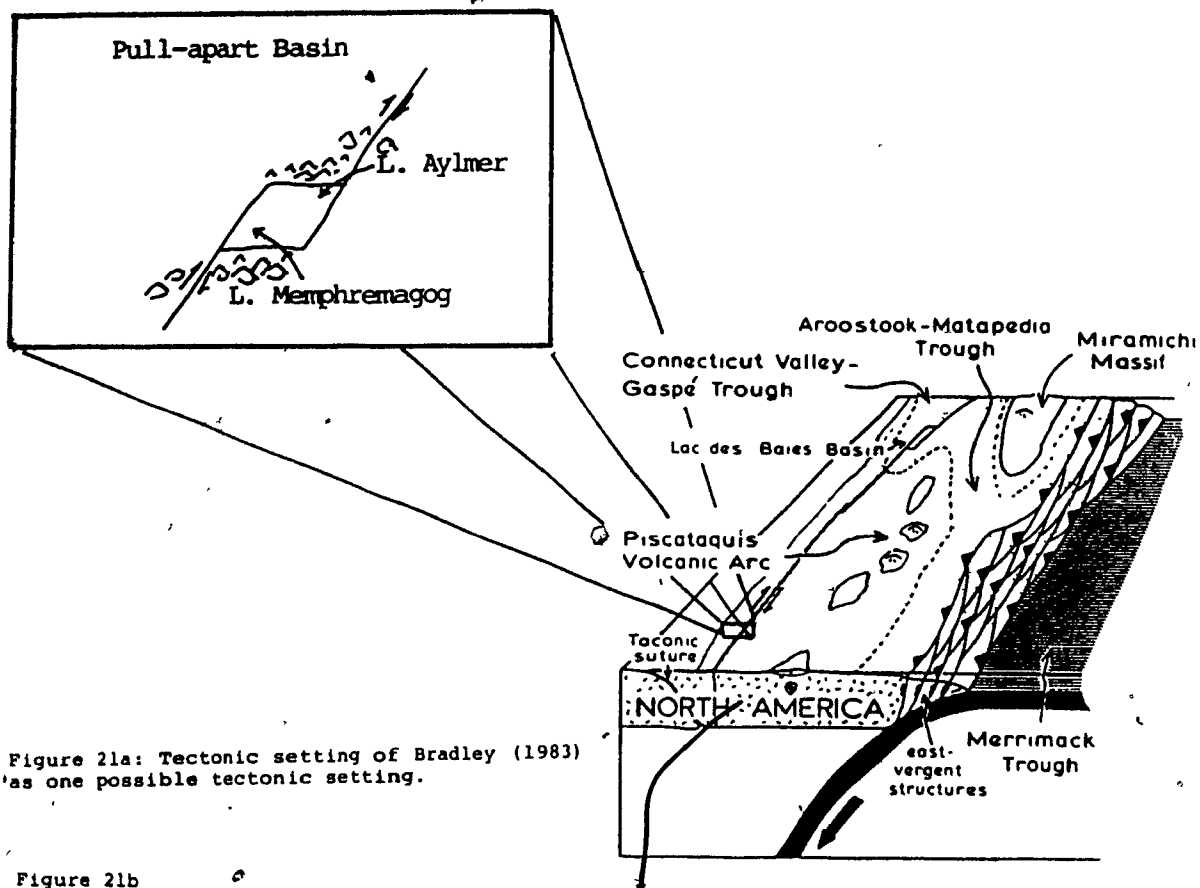 Pull-apart Basin
L. Aylmer
L. Memphremagog
Aroostook-Matapedia
Trough
Miramichi
Massif
Connecticut Valley-
Gaspé Trough
Lac des Baies Basin
Piscataquis
Volcanic Arc
Taconic
suture
NORTH AMERICA
east-
vergent
structures
Merrimack
Trough
Figure 21a: Tectonic setting of Bradley (1983)
as one possible tectonic setting.
Figure 21b